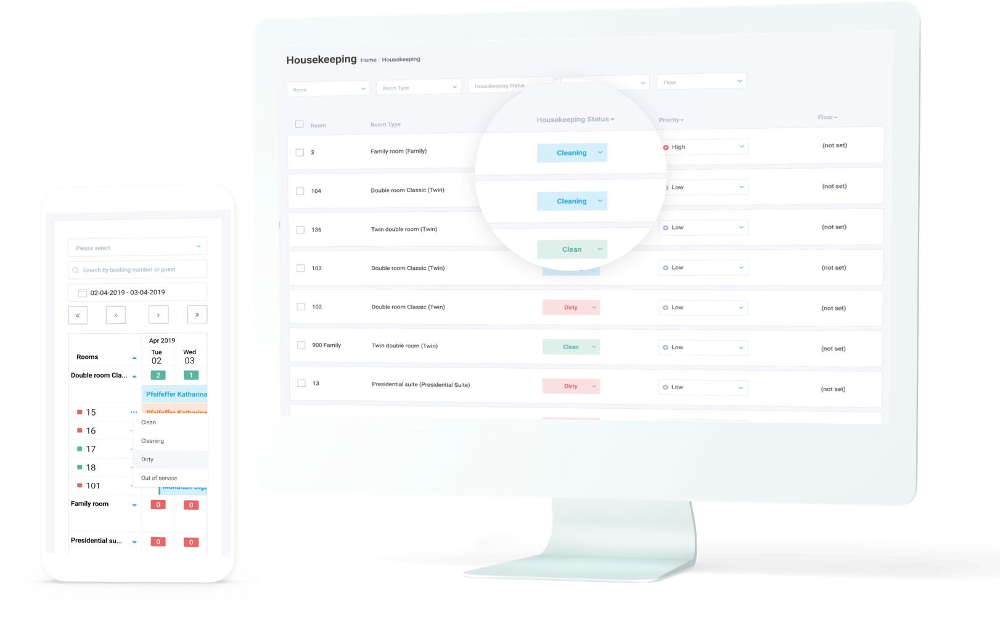 Housekeeping Home / Housekeeping
Room Room Type Housekeeping Status Floor
Room Room Type Housekeeping Status Priority Floor
3 Family room (Family) Cleaning High (not set)
104 Double room Classic (Twin) Cleaning Low (not set)
136 Twin double room (Twin) Clean Low (not set)
103 Double room Classic (Twin) Low (not set)
102 Double room Classic (Twin) Dirty Low (not set)
900 Family Twin double room (Twin) Clean Low (not set)
13 Presidential suite (Presidential Suite) Dirty Low (not set)
Please select
Search by booking number or guest
02-04-2019 - 03-04-2019
« ‹ › »
Apr 2019
Rooms Tue 02 Wed 03
Double room Cla... 2 1
Pfeifeffer Katharina
15 ... Pfeifeffer Katharina
Clean
16
Cleaning
17
Dirty
18
Out of service
101
Family room 0 0
Presidential su... 0 0